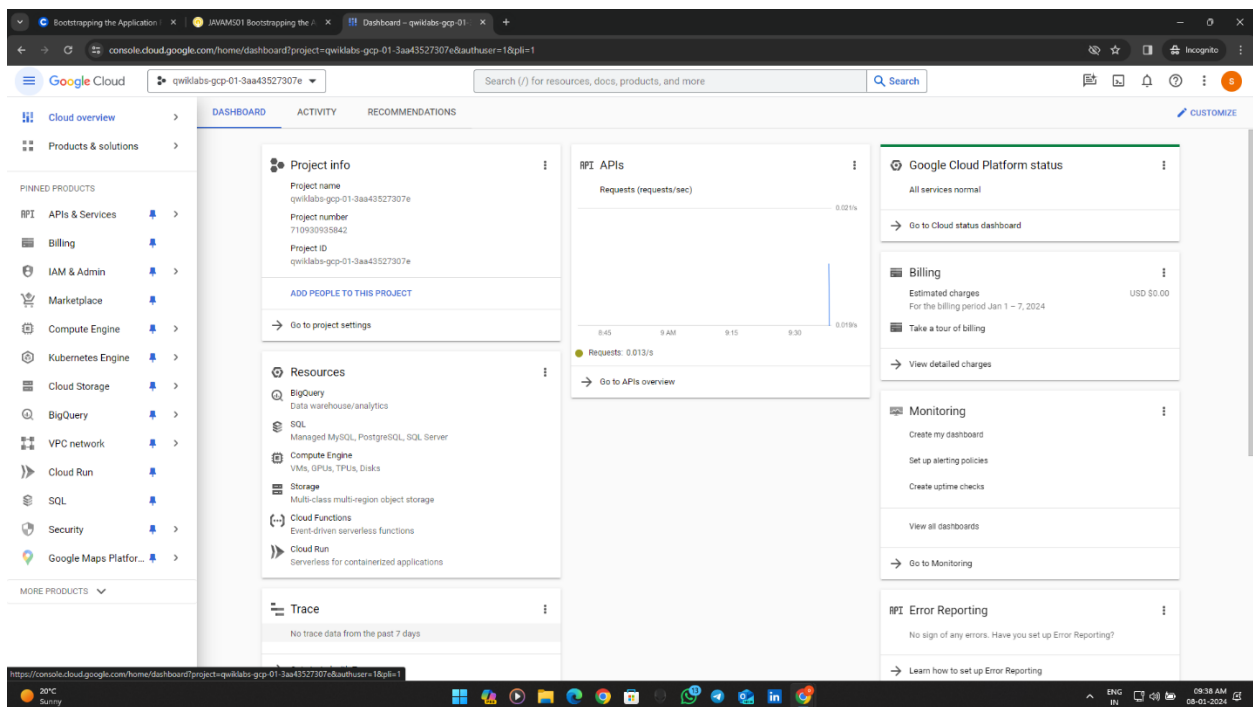 Bootstrapping the Application
JAVAMS01 Bootstrapping the A
Dashboard – qwiklabs-gcp-01-
console.cloud.google.com/home/dashboard?project=qwiklabs-gcp-01-3aa43527307e&authuser=1&pli=1
Incognito
Google Cloud
qwiklabs-gcp-01-3aa43527307e
Search (/) for resources, docs, products, and more
Search
S
Cloud overview
Products & solutions
PINNED PRODUCTS
API APIs & Services
Billing
IAM & Admin
Marketplace
Compute Engine
Kubernetes Engine
Cloud Storage
BigQuery
VPC network
Cloud Run
SQL
Security
Google Maps Platfor...
MORE PRODUCTS
DASHBOARD
ACTIVITY
RECOMMENDATIONS
CUSTOMIZE
Project info
Project name
qwiklabs-gcp-01-3aa43527307e
Project number
710930935842
Project ID
qwiklabs-gcp-01-3aa43527307e
ADD PEOPLE TO THIS PROJECT
Go to project settings
Resources
BigQuery
Data warehouse/analytics
SQL
Managed MySQL, PostgreSQL, SQL Server
Compute Engine
VMs, GPUs, TPUs, Disks
Storage
Multi-class multi-region object storage
Cloud Functions
Event-driven serverless functions
Cloud Run
Serverless for containerized applications
Trace
No trace data from the past 7 days
API APIs
Requests (requests/sec)
0.021/s
0.019/s
8:45
9 AM
9:15
9:30
Requests: 0.013/s
Go to APIs overview
Google Cloud Platform status
All services normal
Go to Cloud status dashboard
Billing
Estimated charges
USD $0.00
For the billing period Jan 1 – 7, 2024
Take a tour of billing
View detailed charges
Monitoring
Create my dashboard
Set up alerting policies
Create uptime checks
View all dashboards
Go to Monitoring
API Error Reporting
No sign of any errors. Have you set up Error Reporting?
Learn how to set up Error Reporting
https://console.cloud.google.com/home/dashboard?project=qwiklabs-gcp-01-3aa43527307e&authuser=1&pli=1
20°C
Sunny
ENG
IN
09:38 AM
08-01-2024